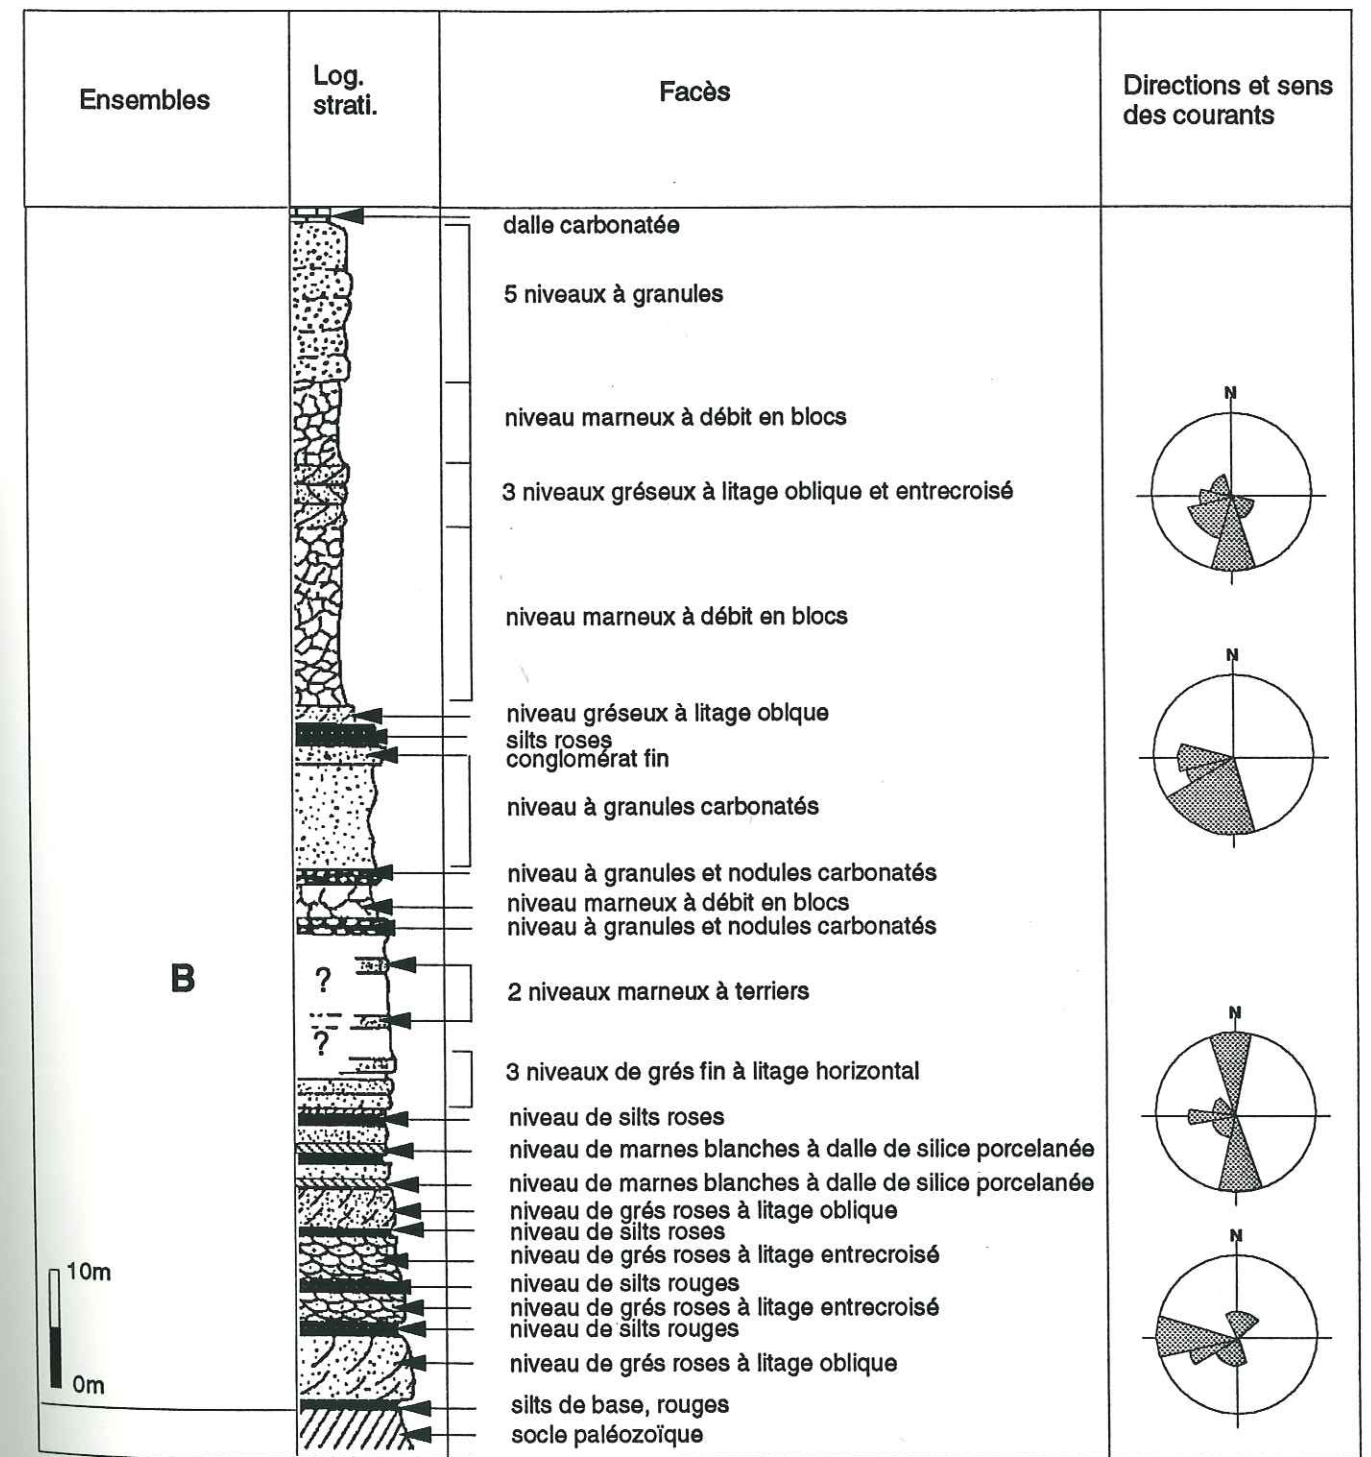 Ensembles
Log.
strati.
Facès
Directions et sens
des courants
dalle carbonatée
5 niveaux à granules
niveau marneux à débit en blocs
N
3 niveaux gréseux à litage oblique et entrecroisé
niveau marneux à débit en blocs
N
niveau gréseux à litage oblque
silts roses
conglomérat fin
niveau à granules carbonatés
niveau à granules et nodules carbonatés
niveau marneux à débit en blocs
niveau à granules et nodules carbonatés
B
?
2 niveaux marneux à terriers
N
?
3 niveaux de grés fin à litage horizontal
niveau de silts roses
niveau de marnes blanches à dalle de silice porcelanée
niveau de marnes blanches à dalle de silice porcelanée
niveau de grés roses à litage oblique
niveau de silts roses
N
niveau de grés roses à litage entrecroisé
10m
niveau de silts rouges
niveau de grés roses à litage entrecroisé
niveau de silts rouges
niveau de grés roses à litage oblique
0m
silts de base, rouges
socle paléozoïque